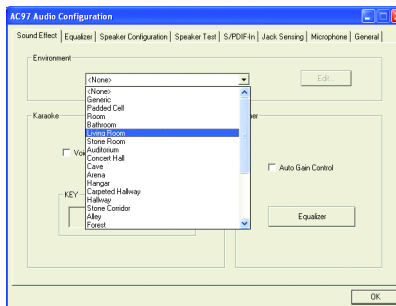 AC97 Audio Configuration
Sound Effect | Equalizer | Speaker Configuration | Speaker Test | S/PDIF-In | Jack Sensing | Microphone | General
Environment
<None>
Edit...
<None>
Generic
Padded Cell
Room
Bathroom
Living Room
Stone Room
Auditorium
Concert Hall
Cave
Arena
Hangar
Carpeted Hallway
Hallway
Stone Corridor
Alley
Forest
Karaoke
KEY
Auto Gain Control
Equalizer
OK